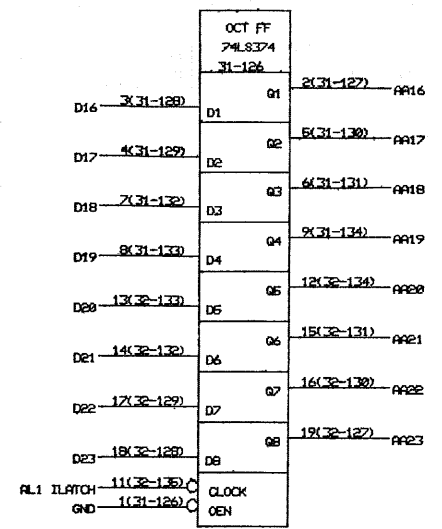 OCT FF
74LS374
31-126
Q1 2(31-127) AA16
D16 3(31-128) D1
Q2 5(31-130) AA17
D17 4(31-129) D2
Q3 6(31-131) AA18
D18 7(31-132) D3
Q4 9(31-134) AA19
D19 8(31-133) D4
Q5 12(32-134) AA20
D20 13(32-133) D5
Q6 15(32-131) AA21
D21 14(32-132) D6
Q7 16(32-130) AA22
D22 17(32-129) D7
Q8 19(32-127) AA23
D23 18(32-128) D8
AL1 ILATCH 11(32-135) CLOCK
GND 1(31-126) OEN